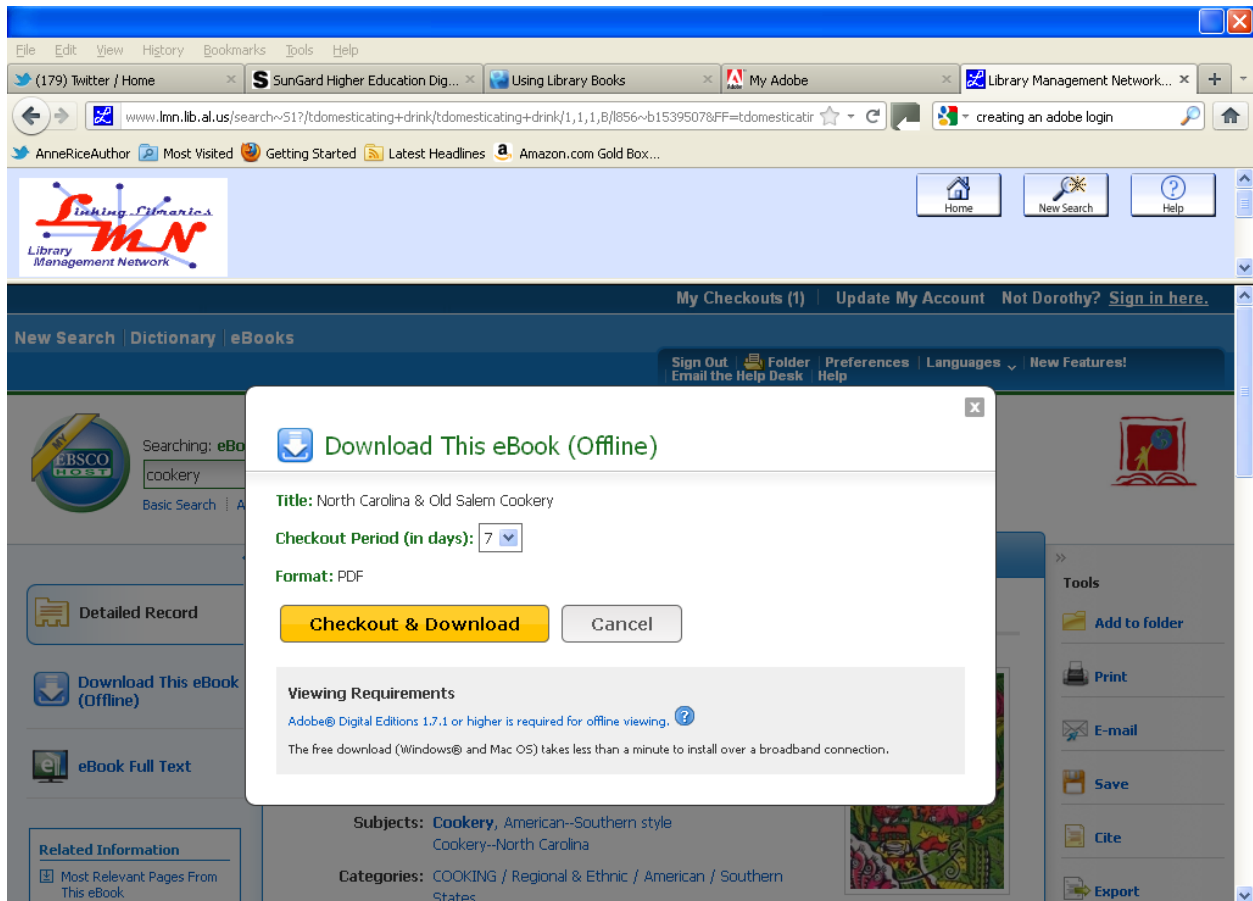 File Edit View History Bookmarks Tools Help
(179) Twitter / Home × SunGard Higher Education Dig... × Using Library Books × My Adobe × Library Management Network... × +
www.lmn.lib.al.us/search~S1?/tdomesticating+drink/tdomesticating+drink/1,1,1,B/l856~b1539507&FF=tdomesticatir creating an adobe login
AnneRiceAuthor Most Visited Getting Started Latest Headlines Amazon.com Gold Box...
Linking Libraries
LMN
Library
Management Network
Home New Search Help
My Checkouts (1) | Update My Account Not Dorothy? Sign in here.
New Search | Dictionary | eBooks
Sign Out | Folder | Preferences | Languages | New Features!
Email the Help Desk | Help
MY
EBSCO
HOST
Searching: eBo
cookery
Basic Search | A
x
Download This eBook (Offline)
Title: North Carolina & Old Salem Cookery
Checkout Period (in days): 7
Format: PDF
Checkout & Download Cancel
Viewing Requirements
Adobe® Digital Editions 1.7.1 or higher is required for offline viewing. ?
The free download (Windows® and Mac OS) takes less than a minute to install over a broadband connection.
Detailed Record
Download This eBook
(Offline)
eBook Full Text
Related Information
Most Relevant Pages From
This eBook
Subjects: Cookery, American--Southern style
Cookery--North Carolina
Categories: COOKING / Regional & Ethnic / American / Southern
States
»
Tools
Add to folder
Print
E-mail
Save
Cite
Export